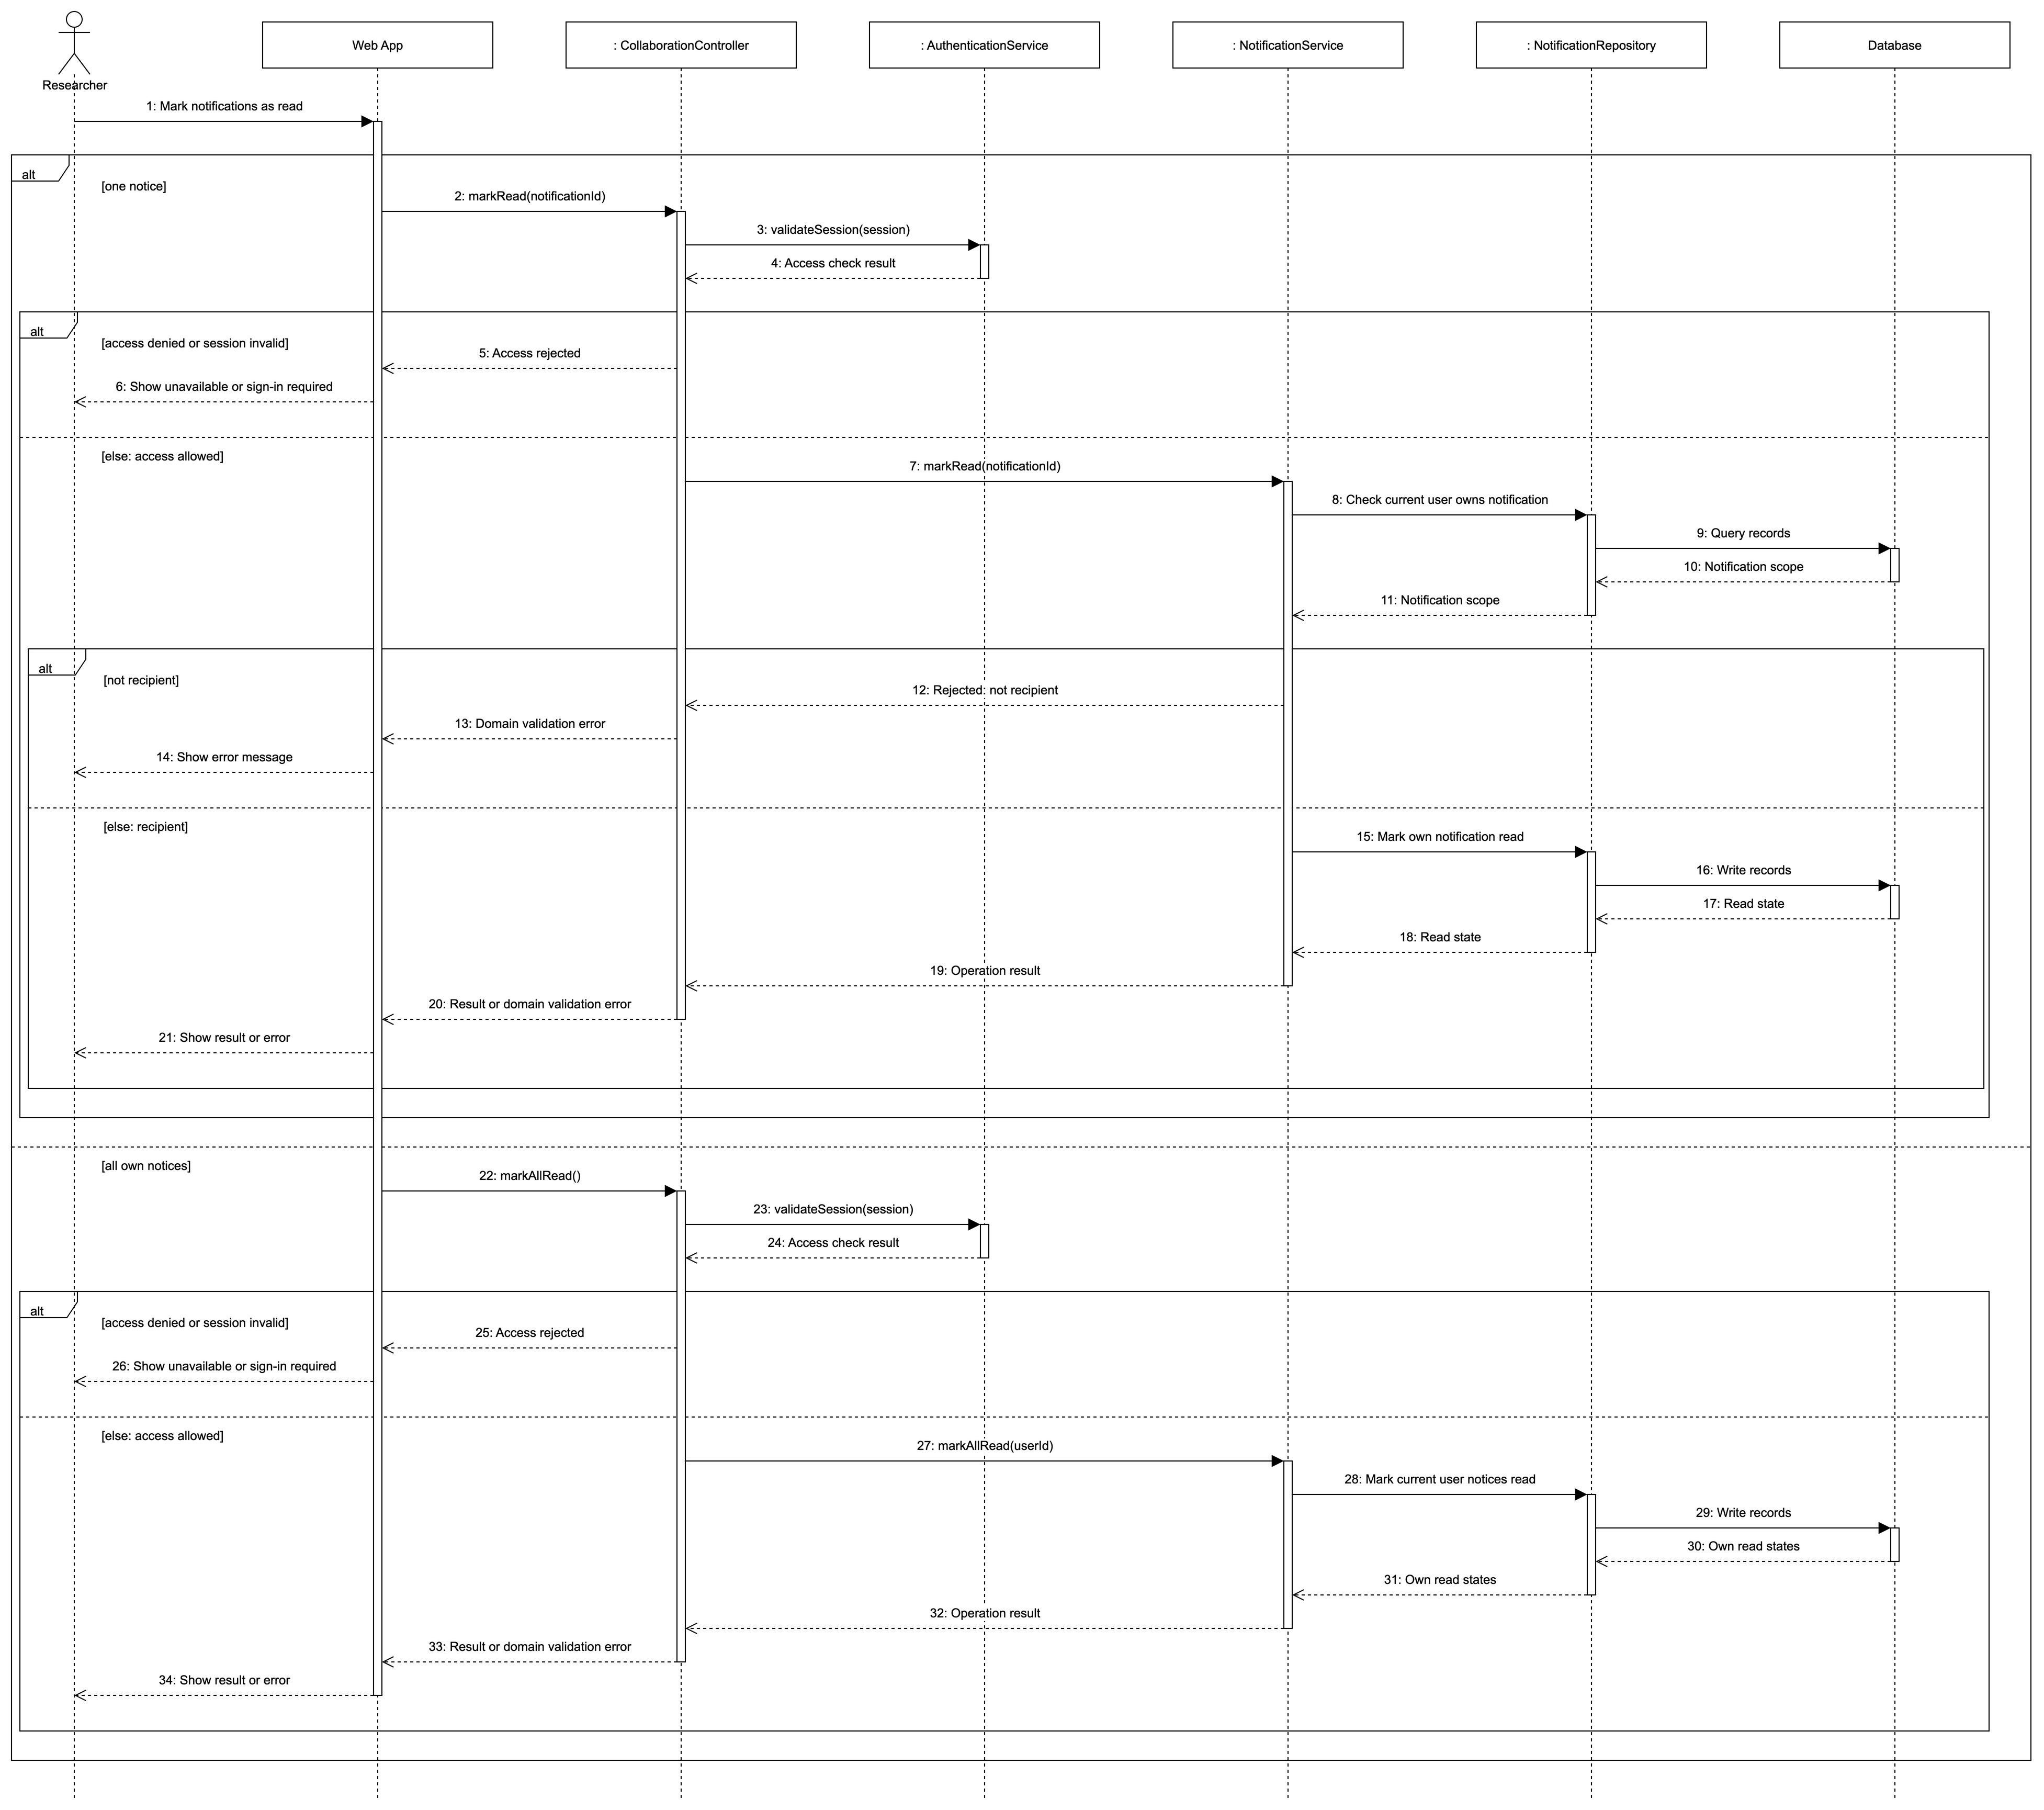 Researcher
Web App
: CollaborationController
: AuthenticationService
: NotificationService
: NotificationRepository
Database
1: Mark notifications as read
alt
[one notice]
2: markRead(notificationId)
3: validateSession(session)
4: Access check result
alt
[access denied or session invalid]
5: Access rejected
6: Show unavailable or sign-in required
[else: access allowed]
7: markRead(notificationId)
8: Check current user owns notification
9: Query records
10: Notification scope
11: Notification scope
alt
[not recipient]
12: Rejected: not recipient
13: Domain validation error
14: Show error message
[else: recipient]
15: Mark own notification read
16: Write records
17: Read state
18: Read state
19: Operation result
20: Result or domain validation error
21: Show result or error
[all own notices]
22: markAllRead()
23: validateSession(session)
24: Access check result
alt
[access denied or session invalid]
25: Access rejected
26: Show unavailable or sign-in required
[else: access allowed]
27: markAllRead(userId)
28: Mark current user notices read
29: Write records
30: Own read states
31: Own read states
32: Operation result
33: Result or domain validation error
34: Show result or error